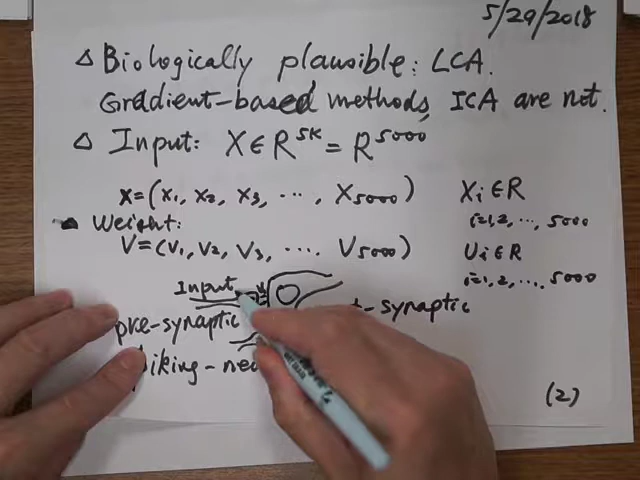 5/29/2018
△ Biologically plausible: LCA.
Gradient-based methods, ICA are not.
△ Input: X ∈ R^5K = R^5000
x = (x₁, x₂, x₃, ..., x₅₀₀₀) Xi ∈ R
i=1,2, ..., 5000
Weight:
V = (v₁, v₂, v₃, ... v₅₀₀₀) Ui ∈ R
i=1,2, ..., 5000
Input
pre-synaptic t-synaptic
(2)